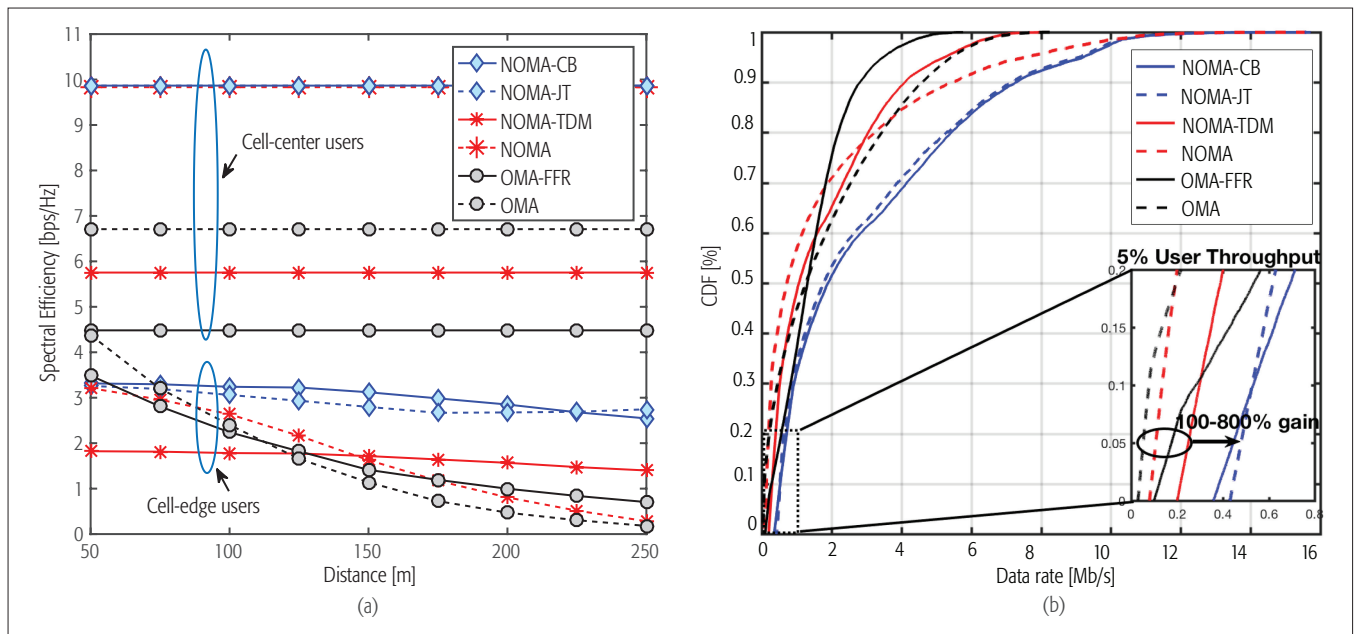 11
10
9
8
7
6
5
4
3
2
1
0
Spectral Efficiency [bps/Hz]
50
100
150
200
250
Distance [m]
(a)
NOMA-CB
NOMA-JT
NOMA-TDM
NOMA
OMA-FFR
OMA
Cell-center users
Cell-edge users
1
0.9
0.8
0.7
0.6
0.5
0.4
0.3
0.2
0.1
0
CDF [%]
0
2
4
6
8
10
12
14
16
Data rate [Mb/s]
(b)
NOMA-CB
NOMA-JT
NOMA-TDM
NOMA
OMA-FFR
OMA
5% User Throughput
0.2
0.15
0.1
0.05
0
100-800% gain
0
0.2
0.4
0.6
0.8